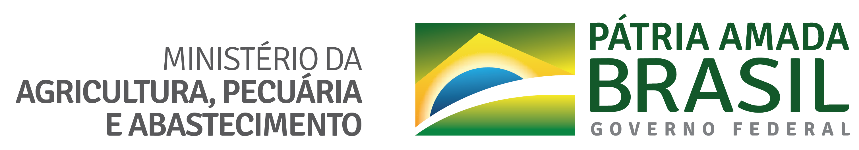 MINISTÉRIO DA
AGRICULTURA, PECUÁRIA
E ABASTECIMENTO
PÁTRIA AMADA
BRASIL
GOVERNO FEDERAL